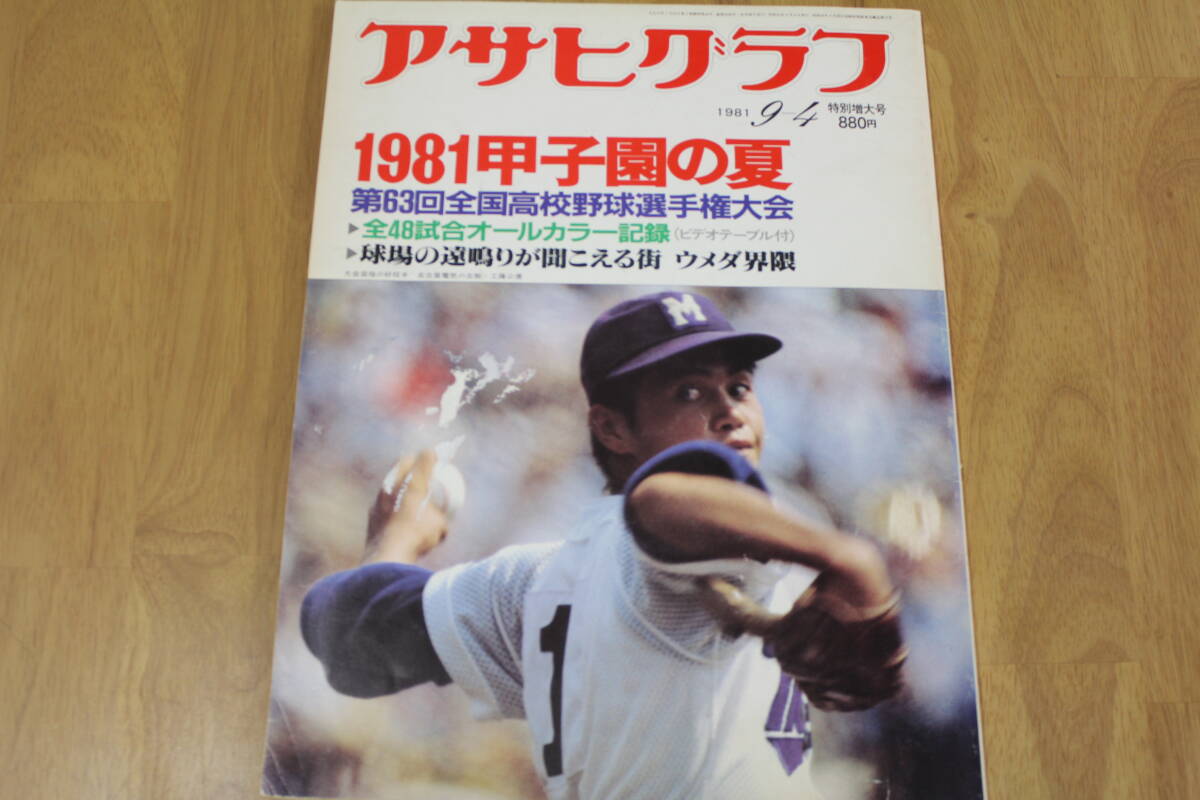 アサヒグラフ
1981 9-4 特別増大号
880円
1981甲子園の夏
第63回全国高校野球選手権大会
▶全48試合オールカラー記録(ビデオテーブル付)
▶球場の遠鳴りが聞こえる街 ウメダ界隈
M
1